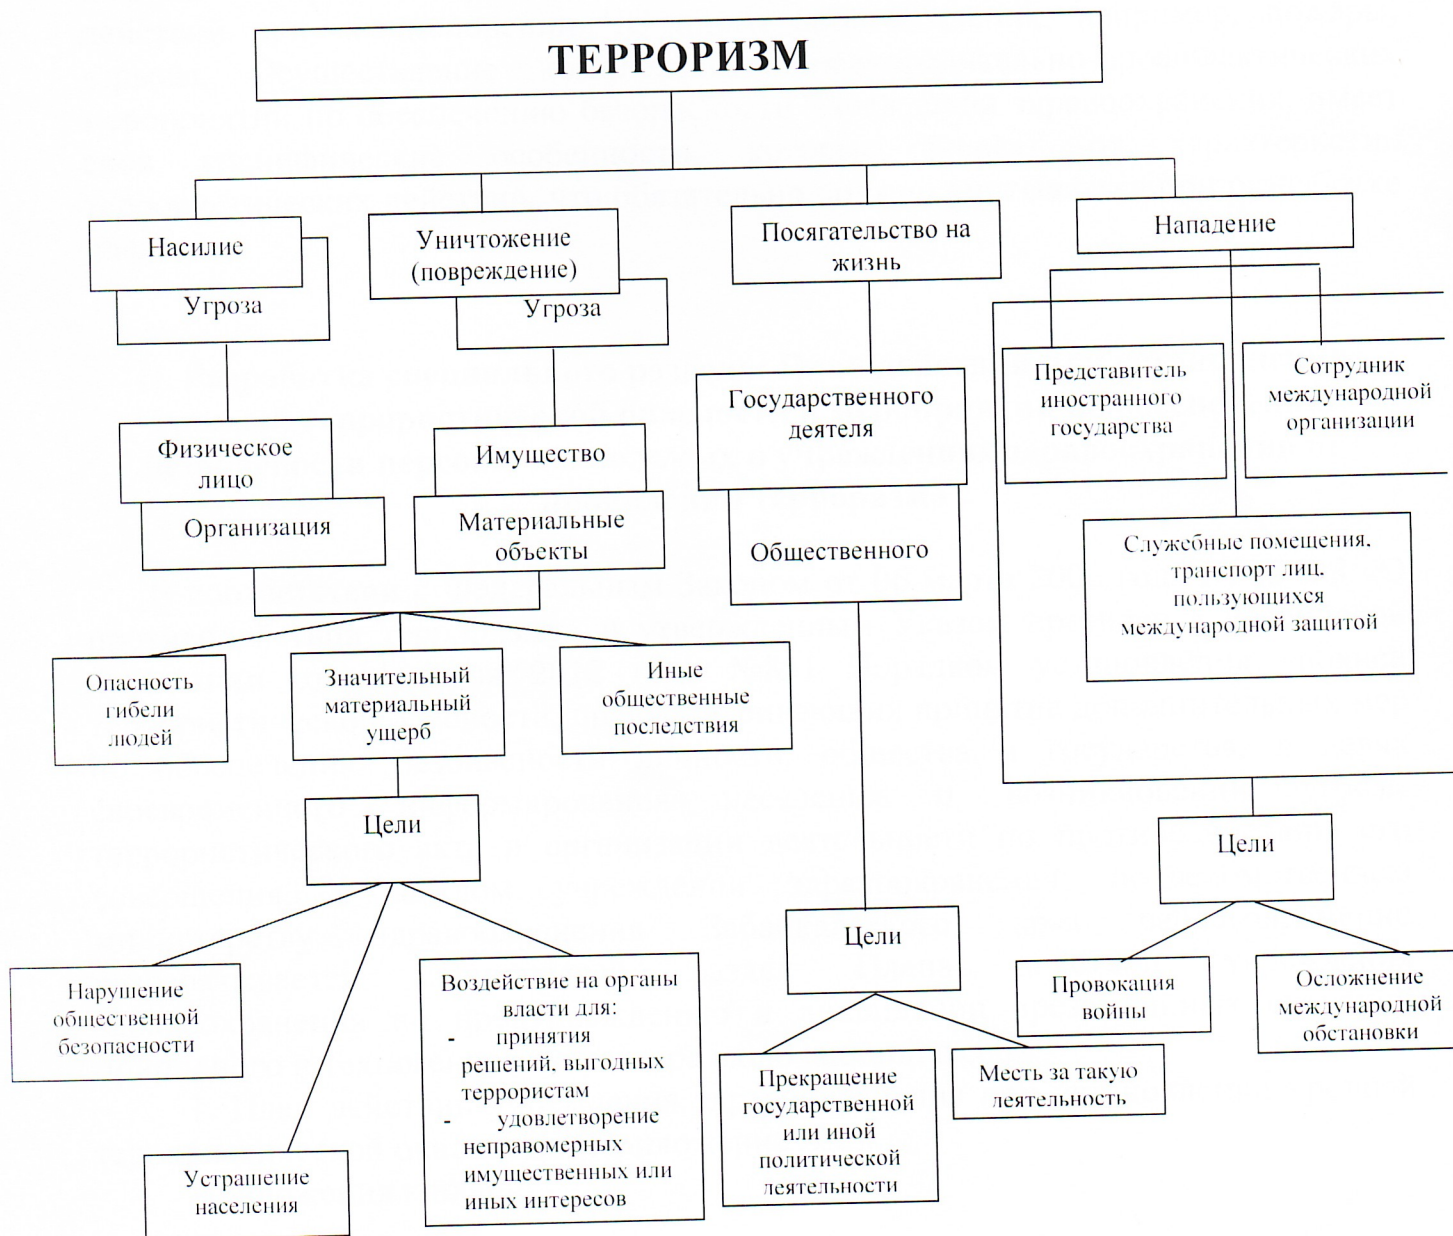 ТЕРРОРИЗМ
Насилие
Угроза
Уничтожение
(повреждение)
Угроза
Посягательство на
жизнь
Нападение
Физическое
лицо
Организация
Имущество
Материальные
объекты
Государственного
деятеля
Общественного
Представитель
иностранного
государства
Сотрудник
международной
организации
Служебные помещения,
транспорт лиц,
пользующихся
международной защитой
Опасность
гибели
людей
Значительный
материальный
ущерб
Иные
общественные
последствия
Цели
Цели
Цели
Нарушение
общественной
безопасности
Устрашение
населения
Воздействие на органы
власти для:
- принятия
решений, выгодных
террористам
- удовлетворение
неправомерных
имущественных или
иных интересов
Прекращение
государственной
или иной
политической
деятельности
Месть за такую
деятельность
Провокация
войны
Осложнение
международной
обстановки